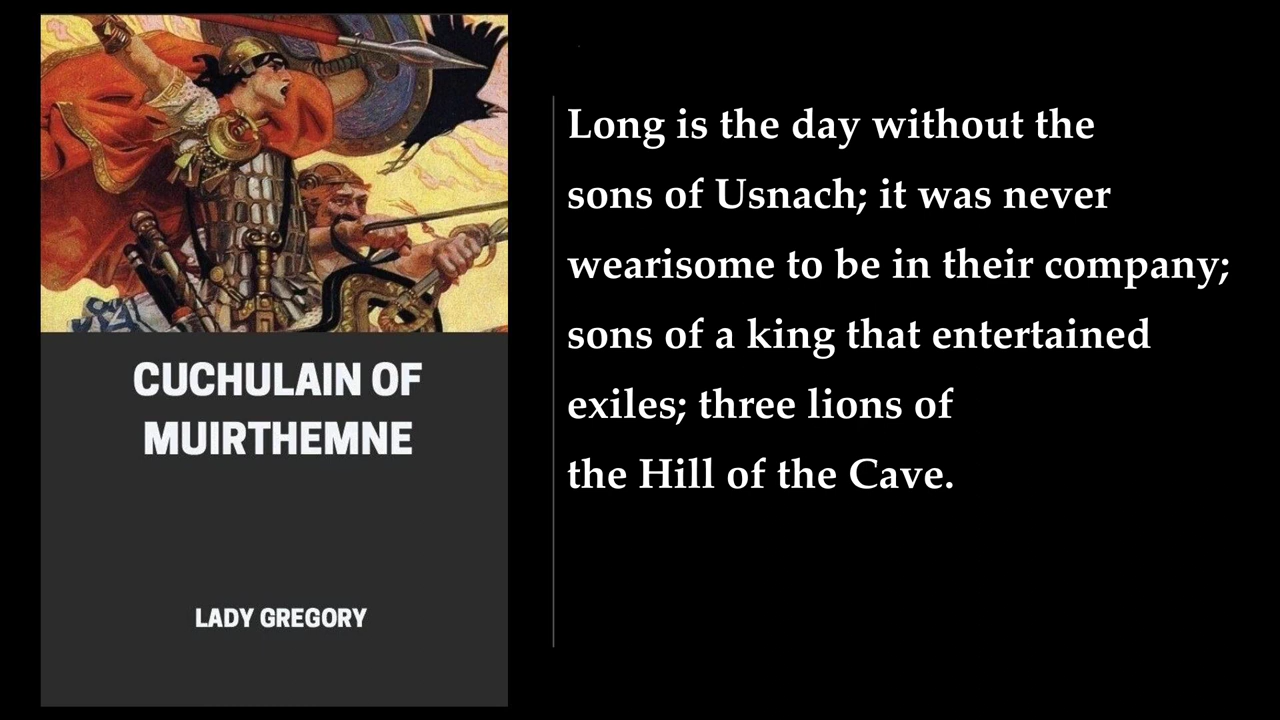 CUCHULAIN OF
MUIRTHEMNE
LADY GREGORY
Long is the day without the
sons of Usnach; it was never
wearisome to be in their company;
sons of a king that entertained
exiles; three lions of
the Hill of the Cave.